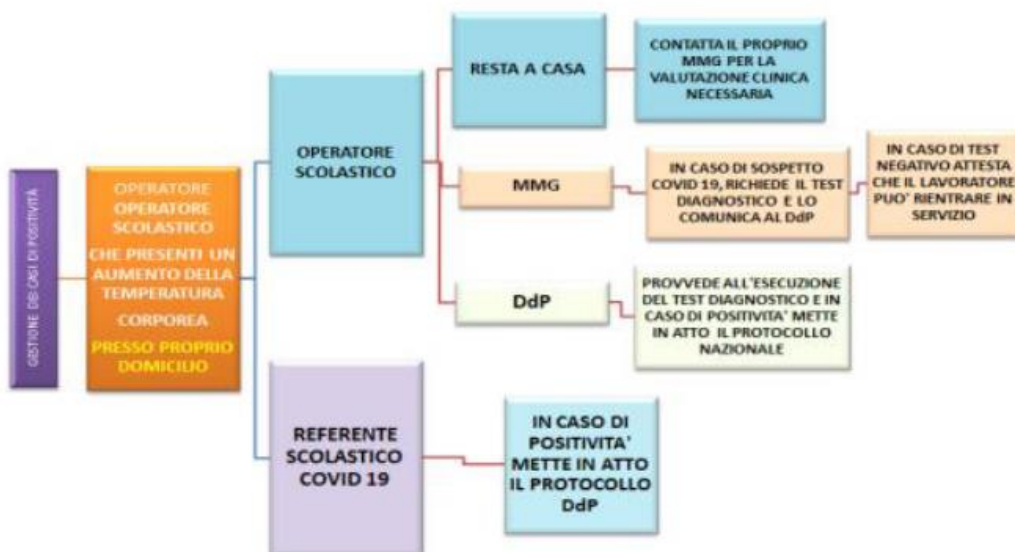 GESTIONE DEI CASI DI POSITIVITÀ
OPERATORE
OPERATORE
SCOLASTICO
CHE PRESENTI UN
AUMENTO DELLA
TEMPERATURA
CORPOREA
PRESSO PROPRIO
DOMICILIO
OPERATORE
SCOLASTICO
RESTA A CASA
CONTATTA IL PROPRIO
MMG PER LA
VALUTAZIONE CLINICA
NECESSARIA
MMG
IN CASO DI SOSPETTO
COVID 19, RICHIEDE IL TEST
DIAGNOSTICO E LO
COMUNICA AL DdP
IN CASO DI TEST
NEGATIVO ATTESTA
CHE IL LAVORATORE
PUO' RIENTRARE IN
SERVIZIO
DdP
PROVVEDE ALL'ESECUZIONE
DEL TEST DIAGNOSTICO E IN
CASO DI POSITIVITA' METTE
IN ATTO IL PROTOCOLLO
NAZIONALE
REFERENTE
SCOLASTICO
COVID 19
IN CASO DI
POSITIVITA'
METTE IN ATTO
IL PROTOCOLLO
DdP